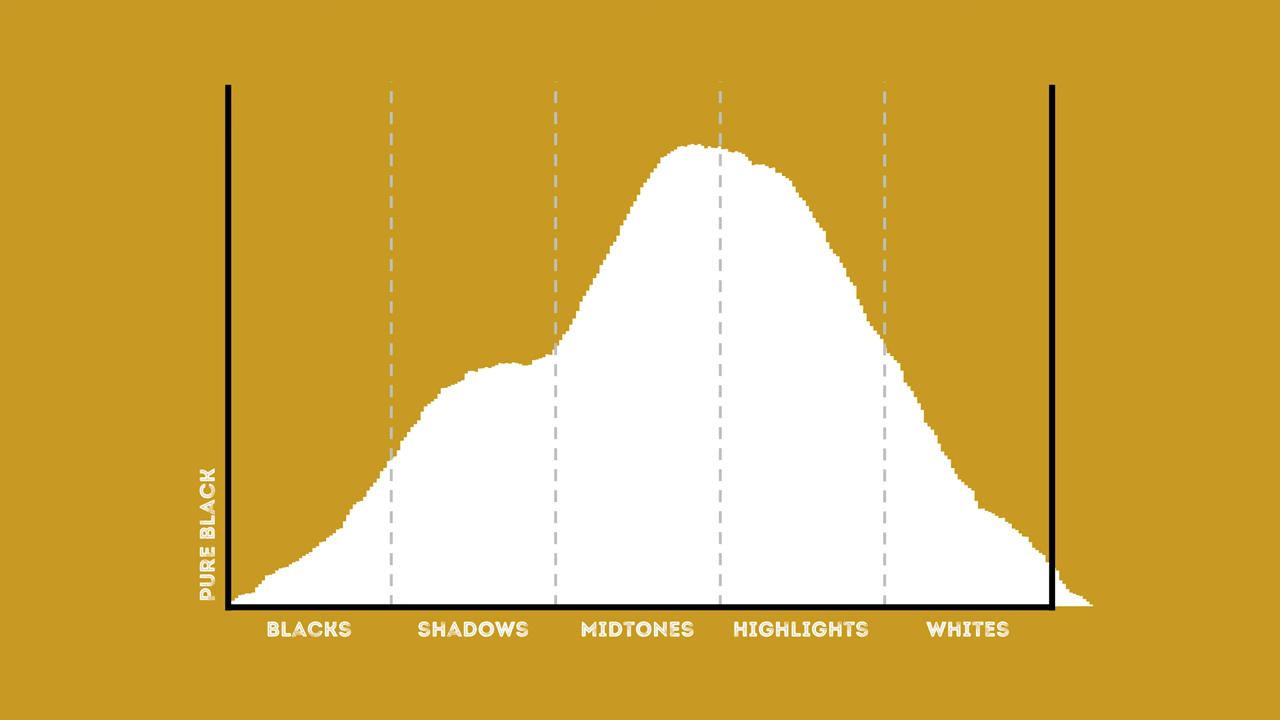 PURE BLACK
BLACKS
SHADOWS
MIDTONES
HIGHLIGHTS
WHITES